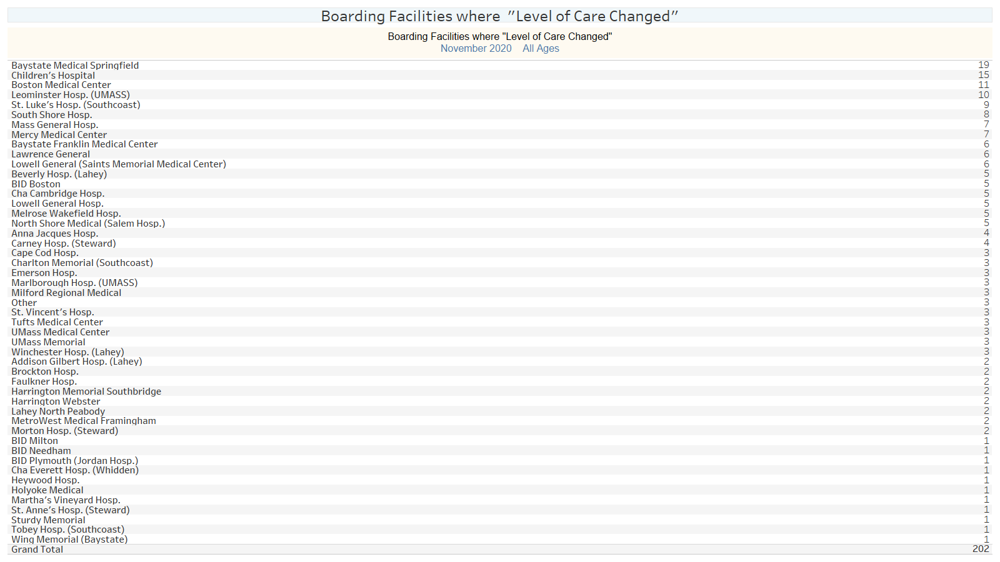 Boarding Facilities where "Level of Care Changed"
Boarding Facilities where "Level of Care Changed"
November 2020 All Ages
Baystate Medical Springfield 19
Children's Hospital 15
Boston Medical Center 11
Leominster Hosp. (UMASS) 10
St. Luke's Hosp. (Southcoast) 9
South Shore Hosp. 8
Mass General Hosp. 7
Mercy Medical Center 7
Baystate Franklin Medical Center 6
Lawrence General 6
Lowell General (Saints Memorial Medical Center) 6
Beverly Hosp. (Lahey) 5
BID Boston 5
Cha Cambridge Hosp. 5
Lowell General Hosp. 5
Melrose Wakefield Hosp. 5
North Shore Medical (Salem Hosp.) 5
Anna Jacques Hosp. 4
Carney Hosp. (Steward) 4
Cape Cod Hosp. 3
Charlton Memorial (Southcoast) 3
Emerson Hosp. 3
Marlborough Hosp. (UMASS) 3
Milford Regional Medical 3
Other 3
St. Vincent's Hosp. 3
Tufts Medical Center 3
UMass Medical Center 3
UMass Memorial 3
Winchester Hosp. (Lahey) 3
Addison Gilbert Hosp. (Lahey) 2
Brockton Hosp. 2
Faulkner Hosp. 2
Harrington Memorial Southbridge 2
Harrington Webster 2
Lahey North Peabody 2
MetroWest Medical Framingham 2
Morton Hosp. (Steward) 2
BID Milton 1
BID Needham 1
BID Plymouth (Jordan Hosp.) 1
Cha Everett Hosp. (Whidden) 1
Heywood Hosp. 1
Holyoke Medical 1
Martha's Vineyard Hosp. 1
St. Anne's Hosp. (Steward) 1
Sturdy Memorial 1
Tobey Hosp. (Southcoast) 1
Wing Memorial (Baystate) 1
Grand Total 202